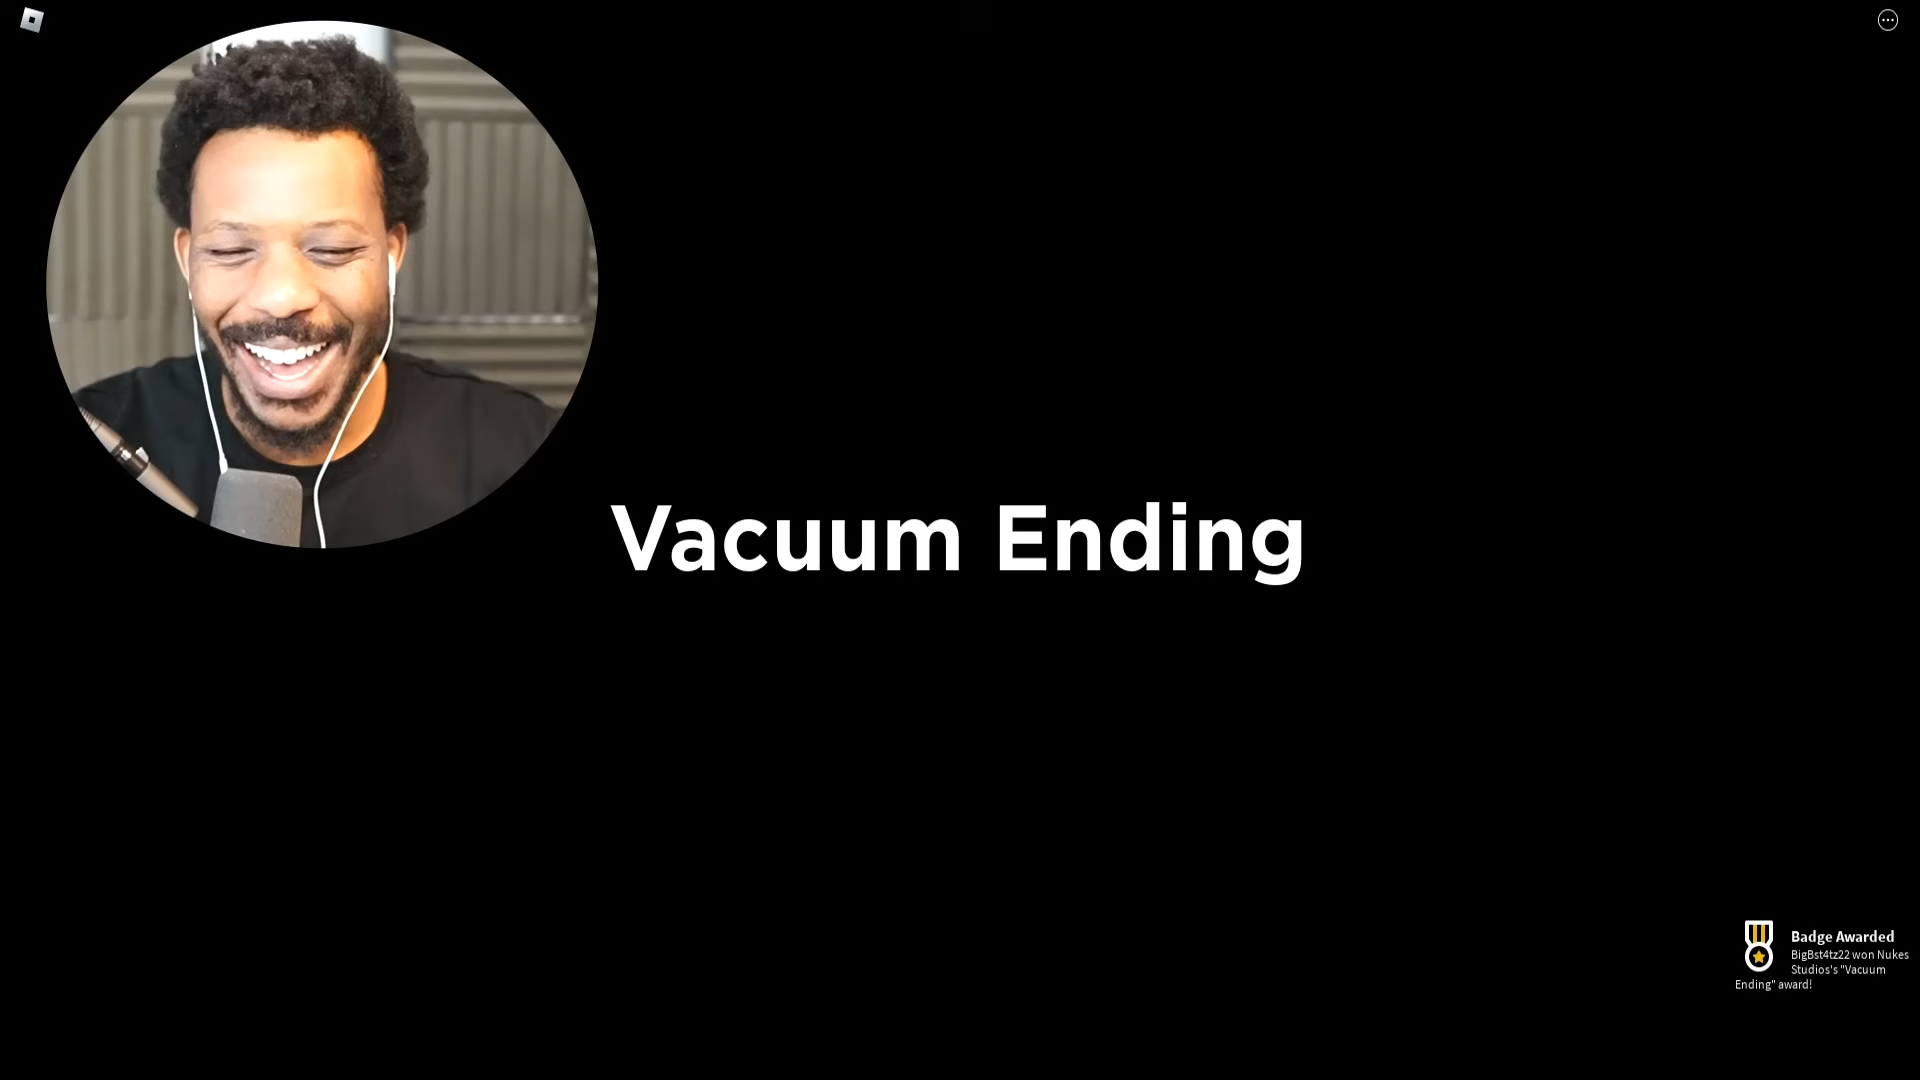 Vacuum Ending
Badge Awarded
BigBst4tz22 won Nukes
Studios's "Vacuum
Ending" award!